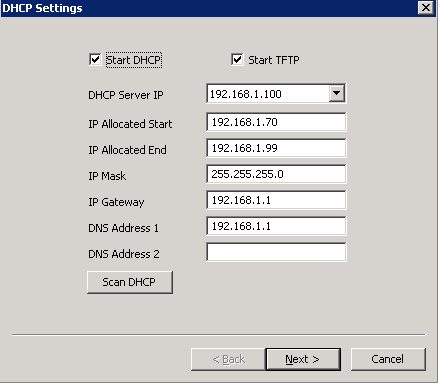 DHCP Settings
Start DHCP Start TFTP
DHCP Server IP 192.168.1.100
IP Allocated Start 192.168.1.70
IP Allocated End 192.168.1.99
IP Mask 255.255.255.0
IP Gateway 192.168.1.1
DNS Address 1 192.168.1.1
DNS Address 2
Scan DHCP
< Back Next > Cancel